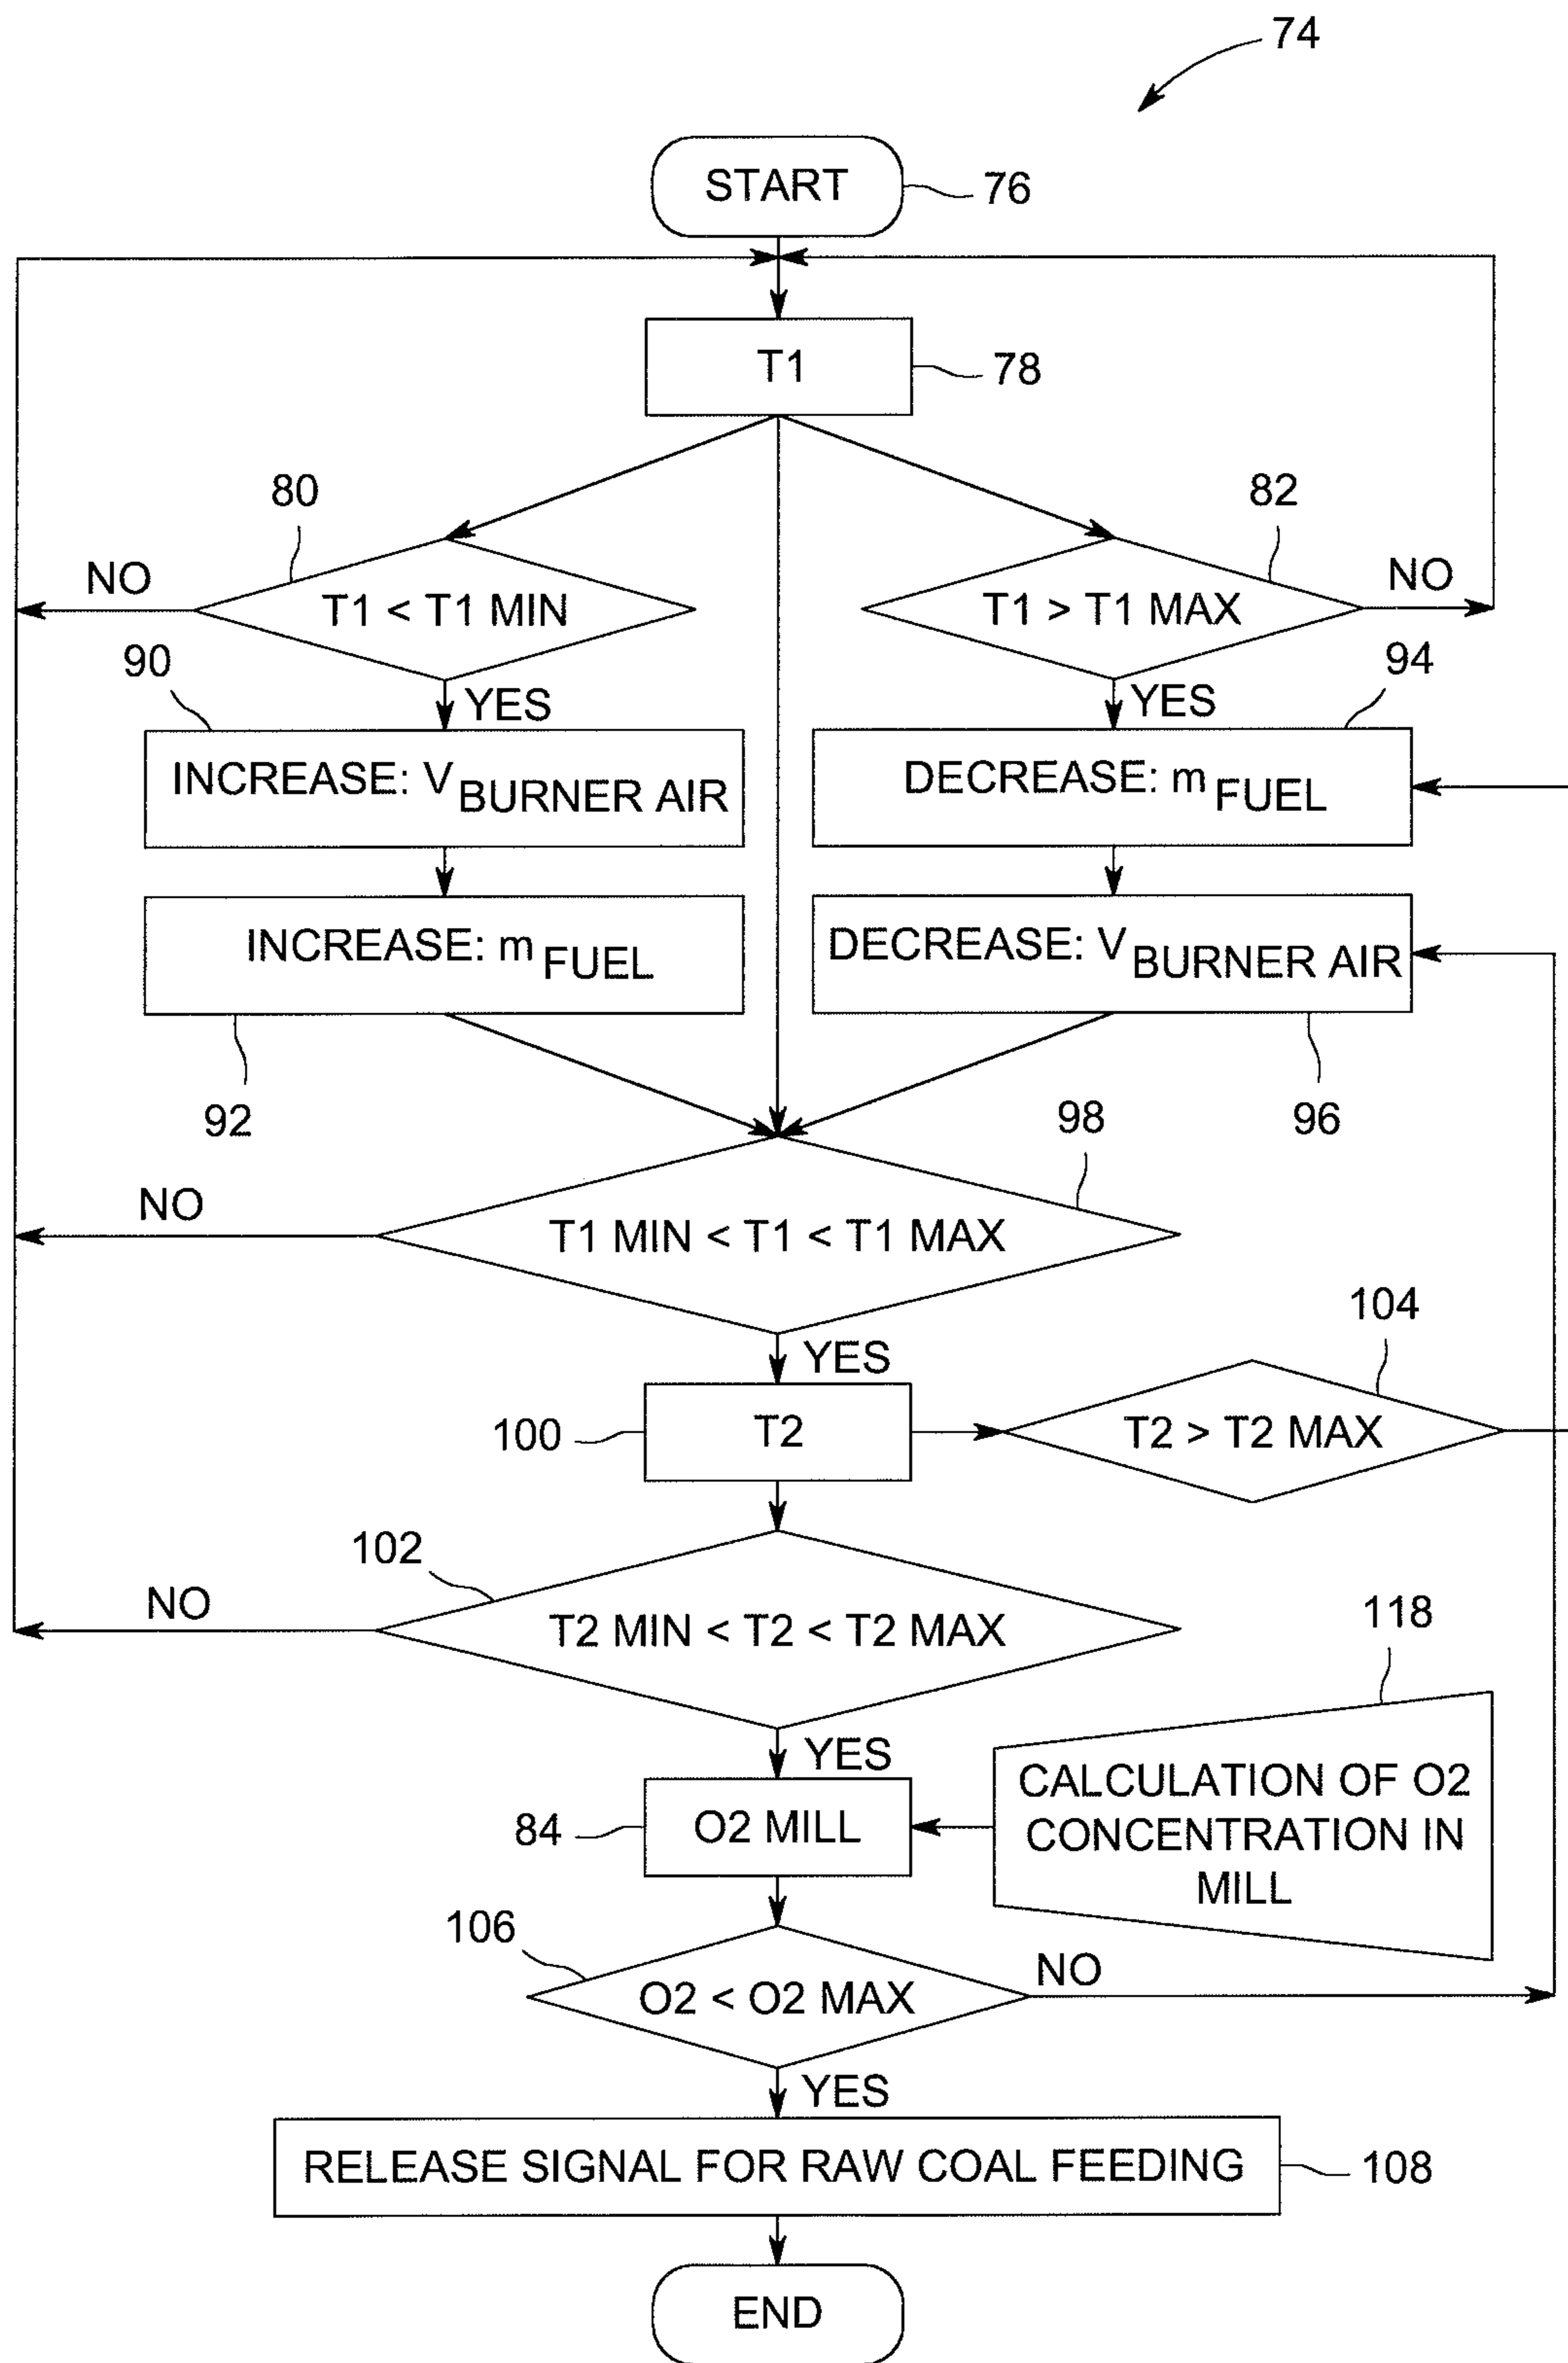 74
START
76
T1
78
80
82
NO
T1 < T1 MIN
T1 > T1 MAX
NO
90
YES
YES
94
INCREASE: V BURNER AIR
DECREASE: m FUEL
INCREASE: m FUEL
DECREASE: V BURNER AIR
92
96
98
NO
T1 MIN < T1 < T1 MAX
YES
104
100
T2
T2 > T2 MAX
102
NO
T2 MIN < T2 < T2 MAX
118
YES
84
O2 MILL
CALCULATION OF O2
CONCENTRATION IN
MILL
106
O2 < O2 MAX
NO
YES
RELEASE SIGNAL FOR RAW COAL FEEDING
108
END